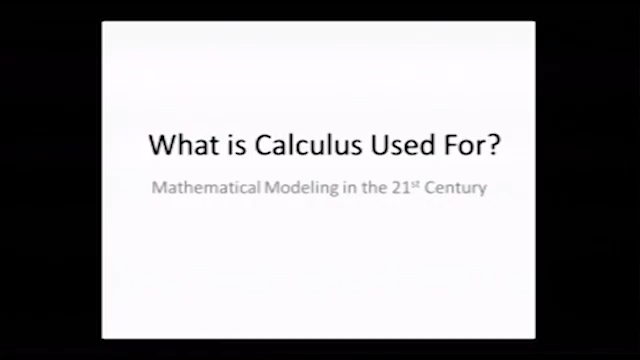 What is Calculus Used For?
Mathematical Modeling in the 21st Century